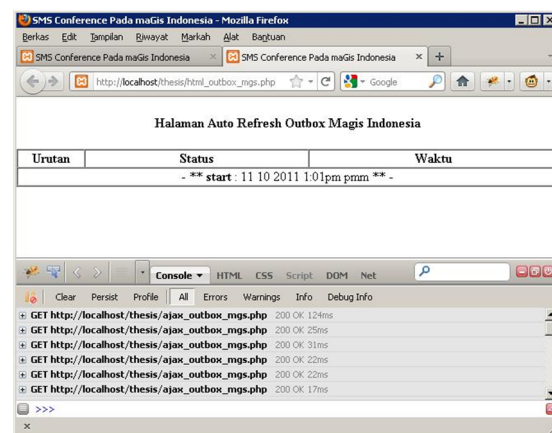 SMS Conference Pada maGis Indonesia - Mozilla Firefox
Berkas Edit Tampilan Riwayat Markah Alat Bantuan
SMS Conference Pada maGis Indonesia × SMS Conference Pada maGis Indonesia × +
http://localhost/thesis/html_outbox_mgs.php Google
Halaman Auto Refresh Outbox Magis Indonesia
Urutan Status Waktu
- ** start : 11 10 2011 1:01pm pmm ** -
Console HTML CSS Script DOM Net
Clear Persist Profile All Errors Warnings Info Debug Info
GET http://localhost/thesis/ajax_outbox_mgs.php 200 OK 124ms
GET http://localhost/thesis/ajax_outbox_mgs.php 200 OK 25ms
GET http://localhost/thesis/ajax_outbox_mgs.php 200 OK 31ms
GET http://localhost/thesis/ajax_outbox_mgs.php 200 OK 22ms
GET http://localhost/thesis/ajax_outbox_mgs.php 200 OK 22ms
GET http://localhost/thesis/ajax_outbox_mgs.php 200 OK 17ms
>>>
×